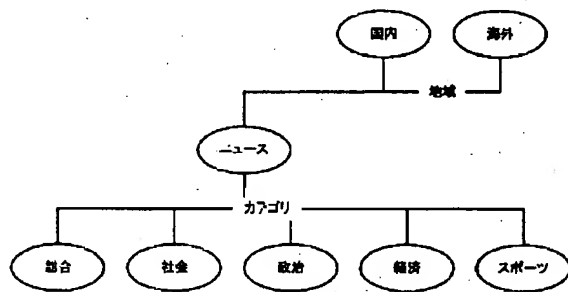 国内 海外
地域
ニュース
カテゴリ
総合 社会 政治 経済 スポーツ